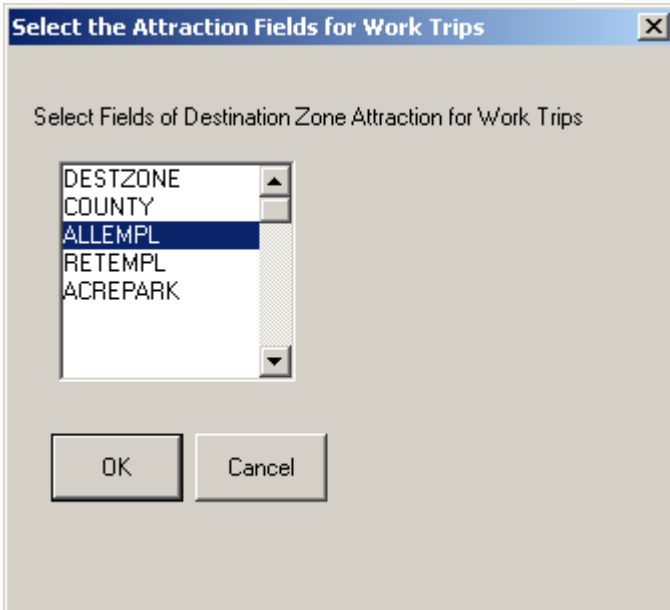 Select the Attraction Fields for Work Trips
Select Fields of Destination Zone Attraction for Work Trips
DESTZONE
COUNTY
ALLEMPL
RETEMPL
ACREPARK
OK
Cancel